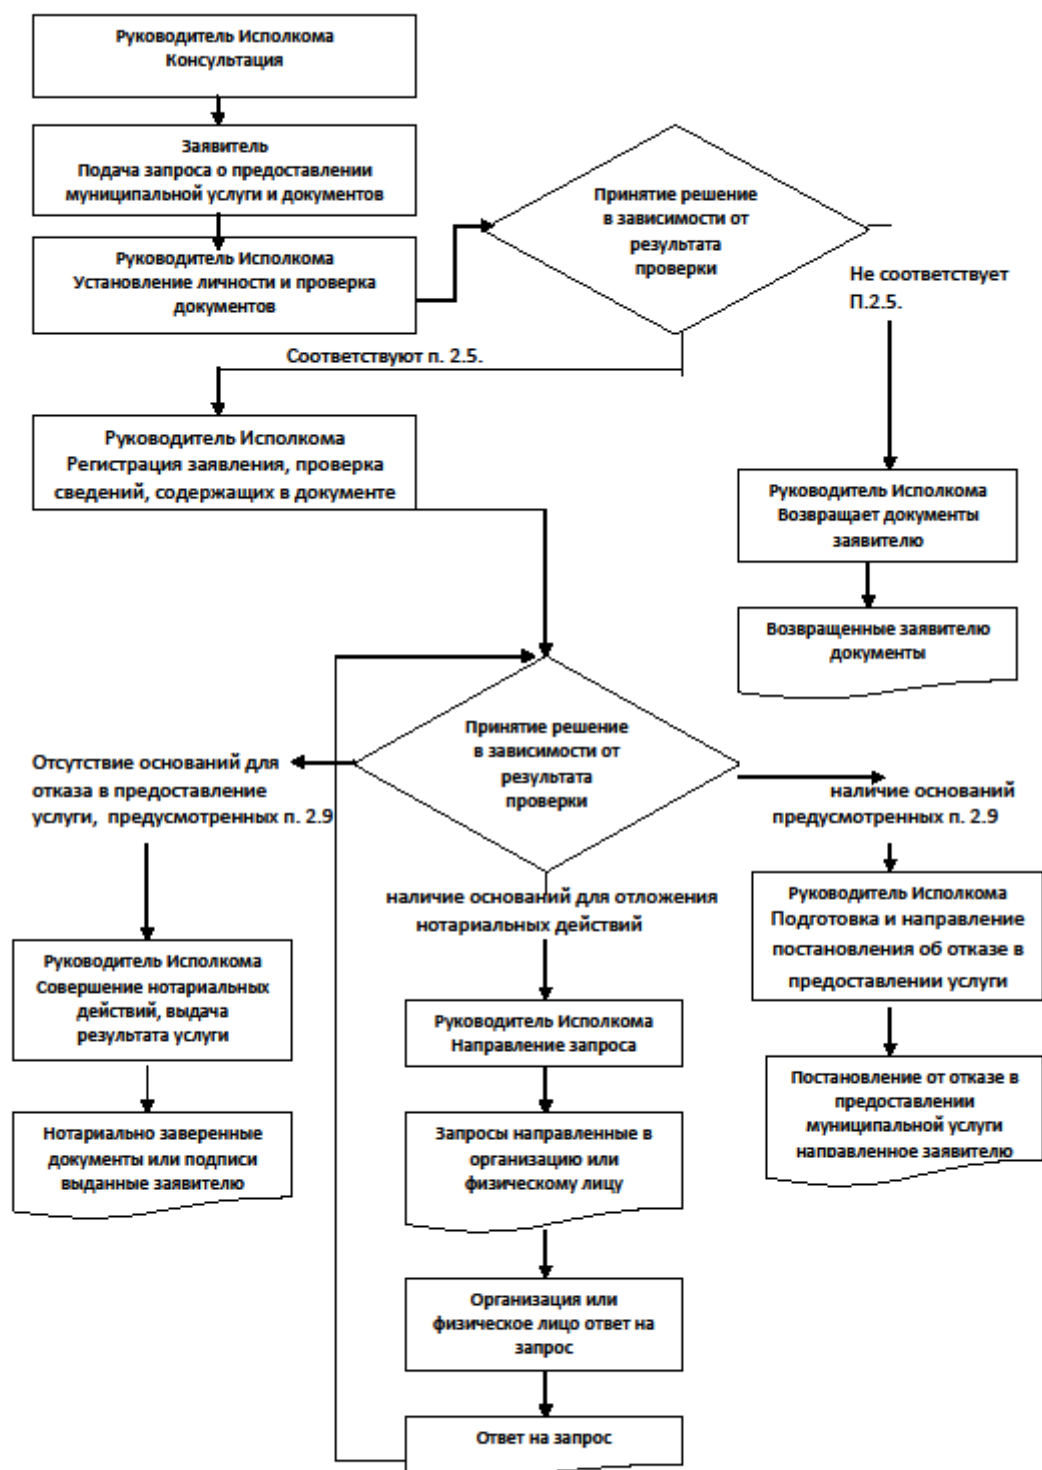 Руководитель Исполкома
Консультация
Заявитель
Подача запроса о предоставлении
муниципальной услуги и документов
Руководитель Исполкома
Установление личности и проверка
документов
Принятие решение
в зависимости от
результата
проверки
Не соответствует
П.2.5.
Соответствуют п. 2.5.
Руководитель Исполкома
Регистрация заявления, проверка
сведений, содержащих в документе
Руководитель Исполкома
Возвращает документы
заявителю
Возвращенные заявителю
документы
Принятие решение
в зависимости от
результата
проверки
Отсутствие оснований для
отказа в предоставление
услуги, предусмотренных п. 2.9
наличие оснований
предусмотренных п. 2.9
наличие оснований для отложения
нотариальных действий
Руководитель Исполкома
Подготовка и направление
постановления об отказе в
предоставлении услуги
Руководитель Исполкома
Совершение нотариальных
действий, выдача
результата услуги
Руководитель Исполкома
Направление запроса
Постановление от отказе в
предоставлении
муниципальной услуги
направленное заявителю
Нотариально заверенные
документы или подписи
выданные заявителю
Запросы направленные в
организацию или
физическому лицу
Организация или
физическое лицо ответ на
запрос
Ответ на запрос